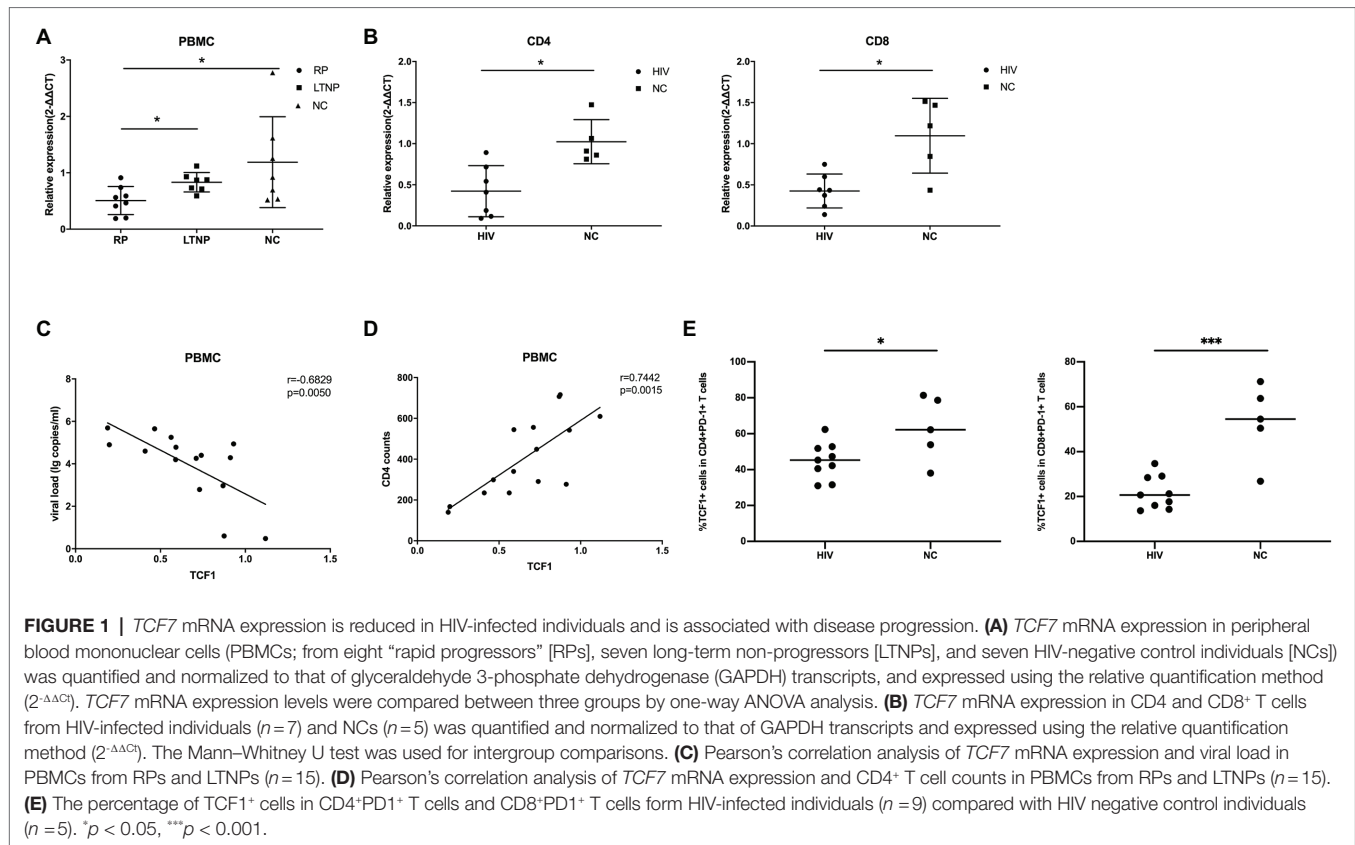 A
PBMC
Relative expression(2-ΔΔCT)
3
2
1
0
*
*
RP
LTNP
NC
RP
LTNP
NC
B
CD4
Relative expression(2-ΔΔCT)
2.0
1.5
1.0
0.5
0.0
*
HIV
NC
HIV
NC
CD8
Relative expression(2-ΔΔCT)
2.0
1.5
1.0
0.5
0.0
*
HIV
NC
HIV
NC
C
PBMC
r=-0.6829
p=0.0050
viral load (lg copies/ml)
8
6
4
2
0
0.0
0.5
1.0
1.5
TCF1
D
PBMC
r=0.7442
p=0.0015
CD4 counts
800
600
400
200
0
0.0
0.5
1.0
1.5
TCF1
E
%TCF1+ cells in CD4+PD-1+ T cells
100
80
60
40
20
0
*
HIV
NC
%TCF1+ cells in CD8+PD-1+ T cells
80
60
40
20
0
***
HIV
NC
FIGURE 1 | TCF7 mRNA expression is reduced in HIV-infected individuals and is associated with disease progression. (A) TCF7 mRNA expression in peripheral
blood mononuclear cells (PBMCs; from eight “rapid progressors” [RPs], seven long-term non-progressors [LTNPs], and seven HIV-negative control individuals [NCs])
was quantified and normalized to that of glyceraldehyde 3-phosphate dehydrogenase (GAPDH) transcripts, and expressed using the relative quantification method
(2-ΔΔCt). TCF7 mRNA expression levels were compared between three groups by one-way ANOVA analysis. (B) TCF7 mRNA expression in CD4 and CD8+ T cells
from HIV-infected individuals (n = 7) and NCs (n = 5) was quantified and normalized to that of GAPDH transcripts and expressed using the relative quantification
method (2-ΔΔCt). The Mann–Whitney U test was used for intergroup comparisons. (C) Pearson’s correlation analysis of TCF7 mRNA expression and viral load in
PBMCs from RPs and LTNPs (n = 15). (D) Pearson’s correlation analysis of TCF7 mRNA expression and CD4+ T cell counts in PBMCs from RPs and LTNPs (n = 15).
(E) The percentage of TCF1+ cells in CD4+PD1+ T cells and CD8+PD1+ T cells form HIV-infected individuals (n = 9) compared with HIV negative control individuals
(n = 5). *p < 0.05, ***p < 0.001.